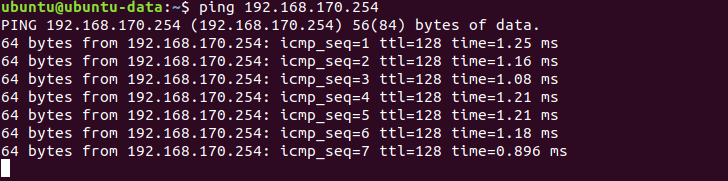 ubuntu@ubuntu-data:~$ ping 192.168.170.254
PING 192.168.170.254 (192.168.170.254) 56(84) bytes of data.
64 bytes from 192.168.170.254: icmp_seq=1 ttl=128 time=1.25 ms
64 bytes from 192.168.170.254: icmp_seq=2 ttl=128 time=1.16 ms
64 bytes from 192.168.170.254: icmp_seq=3 ttl=128 time=1.08 ms
64 bytes from 192.168.170.254: icmp_seq=4 ttl=128 time=1.21 ms
64 bytes from 192.168.170.254: icmp_seq=5 ttl=128 time=1.21 ms
64 bytes from 192.168.170.254: icmp_seq=6 ttl=128 time=1.18 ms
64 bytes from 192.168.170.254: icmp_seq=7 ttl=128 time=0.896 ms